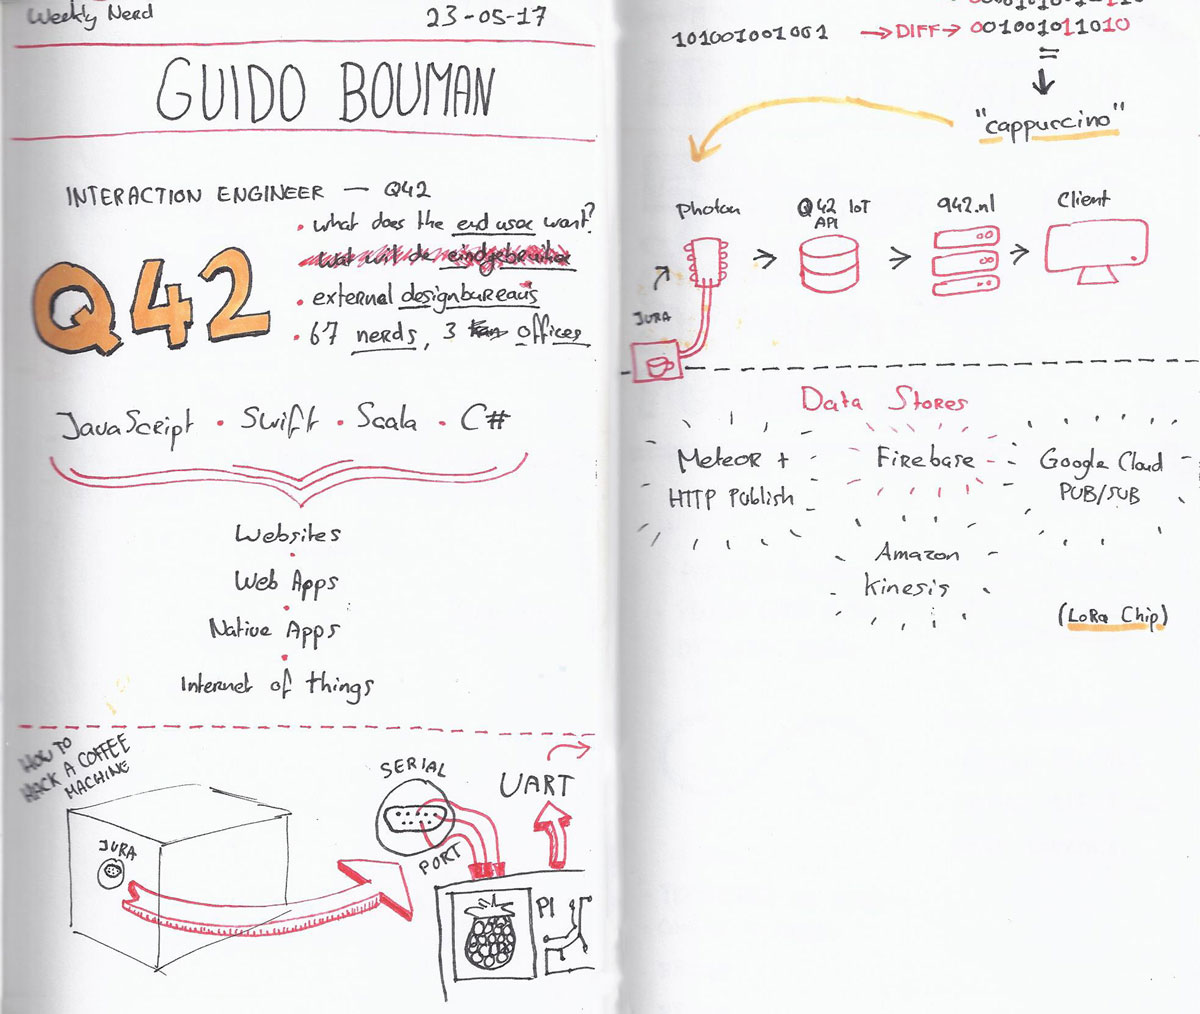 Weekly Nerd 23-05-17
GUIDO BOUMAN
INTERACTION ENGINEER — Q42
• what does the end user want?
Wat wil de eindgebruiker
• external designbureaus
• 67 nerds, 3 offices
Q42
JavaScript • Swift • Scala • C#
Websites
•
Web Apps
•
Native Apps
•
Internet of things
HOW TO
HACK A COFFEE
MACHINE
JURA
SERIAL
PORT
UART
PI
101001001001 → DIFF → 001001011010
=
"cappuccino"
Photon
Q42 IoT
API
q42.nl
Client
JURA
Data Stores
Meteor +
HTTP Publish
Firebase
Google Cloud
PUB/SUB
Amazon
Kinesis
(LoRa Chip)